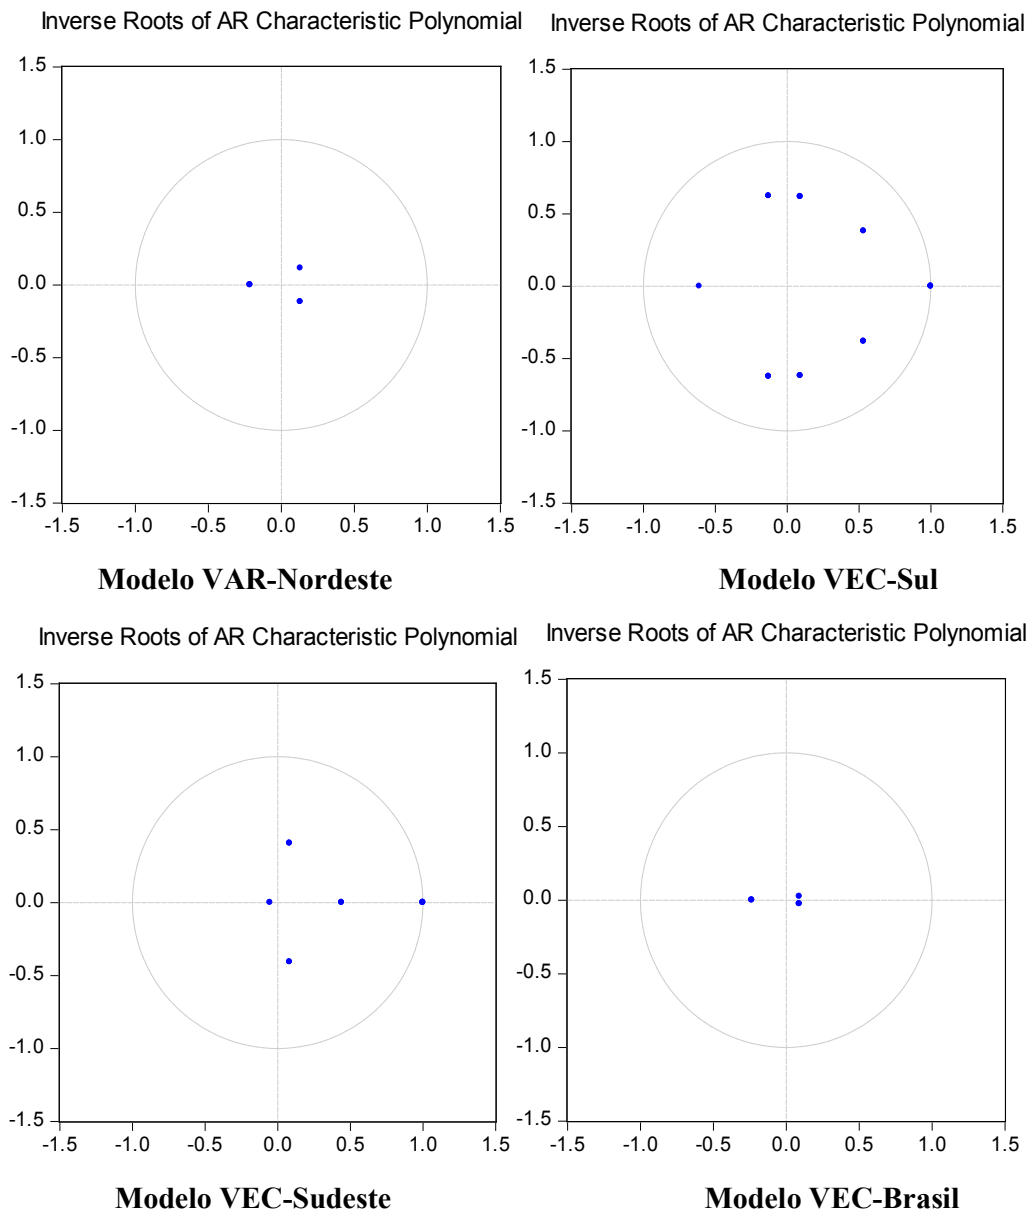 Inverse Roots of AR Characteristic Polynomial
1.5
1.0
0.5
0.0
-0.5
-1.0
-1.5
-1.5 -1.0 -0.5 0.0 0.5 1.0 1.5
Modelo VAR-Nordeste
Inverse Roots of AR Characteristic Polynomial
1.5
1.0
0.5
0.0
-0.5
-1.0
-1.5
-1.5 -1.0 -0.5 0.0 0.5 1.0 1.5
Modelo VEC-Sul
Inverse Roots of AR Characteristic Polynomial
1.5
1.0
0.5
0.0
-0.5
-1.0
-1.5
-1.5 -1.0 -0.5 0.0 0.5 1.0 1.5
Modelo VEC-Sudeste
Inverse Roots of AR Characteristic Polynomial
1.5
1.0
0.5
0.0
-0.5
-1.0
-1.5
-1.5 -1.0 -0.5 0.0 0.5 1.0 1.5
Modelo VEC-Brasil